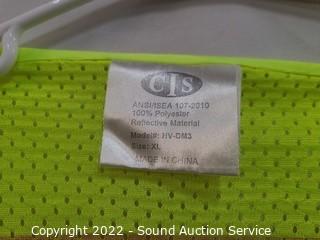 CIS
ANSI/ISEA 107-2010
100% Polyester
Reflective Material
Model#: HV-DM3
Size: XL
MADE IN CHINA
Copyright 2022 - Sound Auction Service